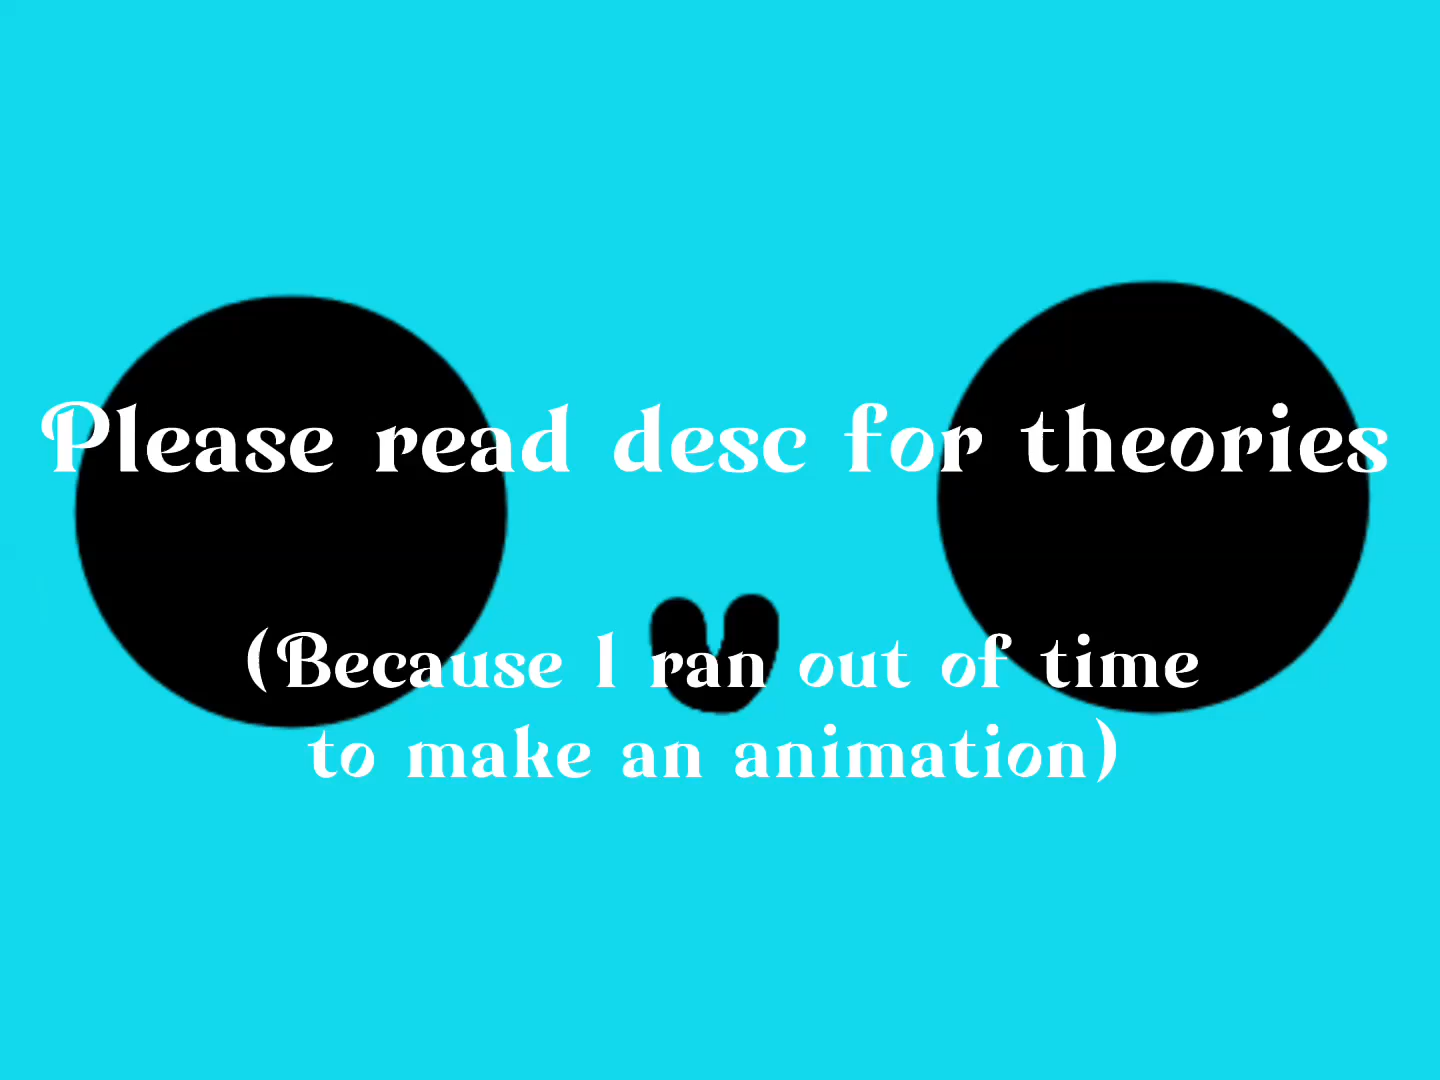 Please read desc for theories
(Because I ran out of time
to make an animation)